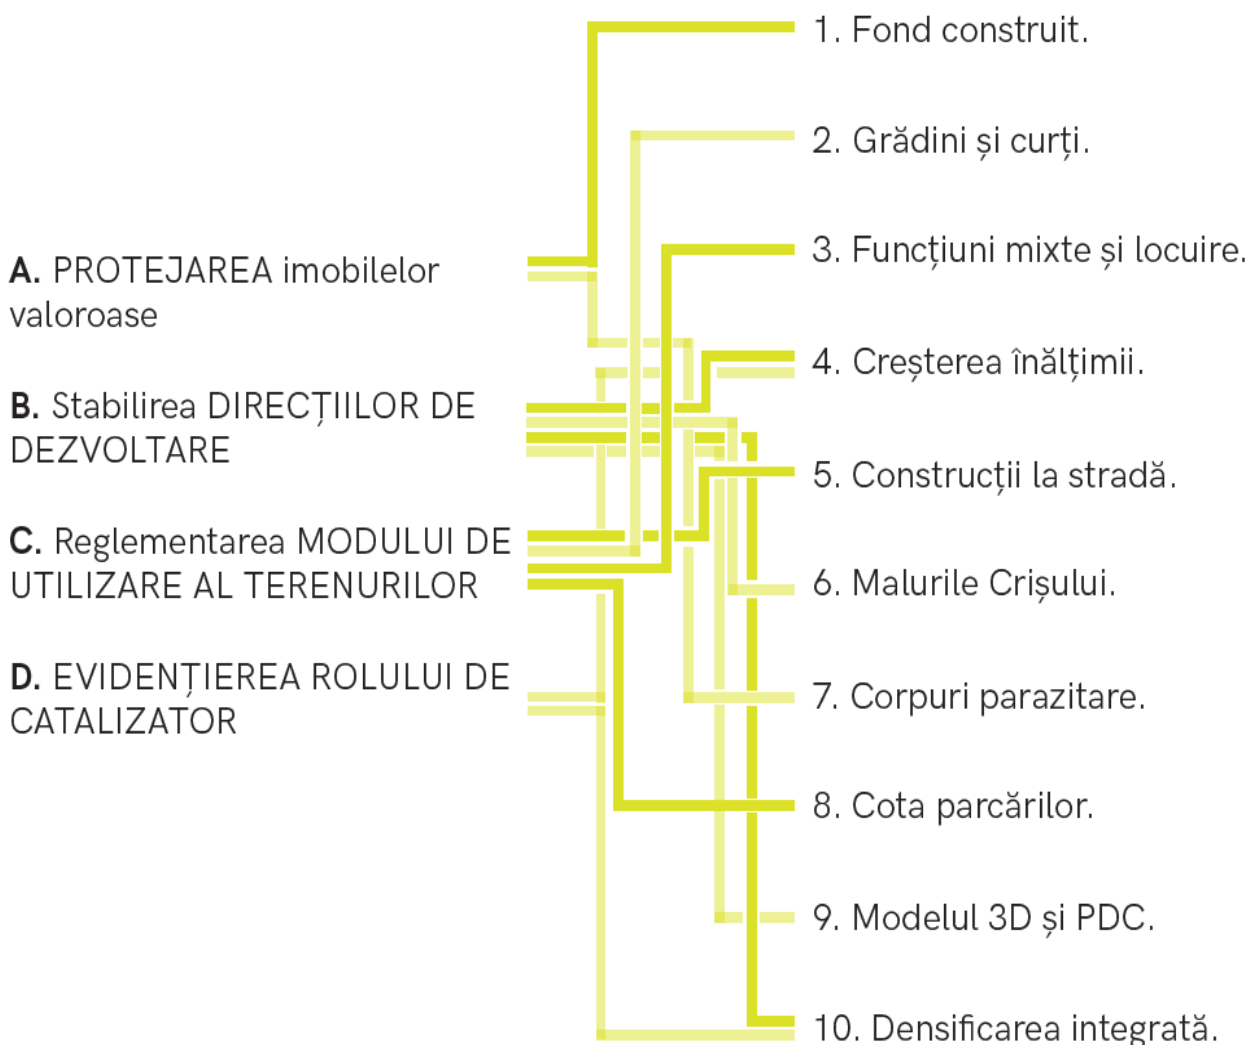 A. PROTEJAREA imobilelor
valoroase
B. Stabilirea DIRECȚIILOR DE
DEZVOLTARE
C. Reglementarea MODULUI DE
UTILIZARE AL TERENURILOR
D. EVIDENȚIEREA ROLULUI DE
CATALIZATOR
1. Fond construit.
2. Grădini și curți.
3. Funcțiuni mixte și locuire.
4. Creșterea înălțimii.
5. Construcții la stradă.
6. Malurile Crișului.
7. Corpuri parazitare.
8. Cota parcărilor.
9. Modelul 3D și PDC.
10. Densificarea integrată.